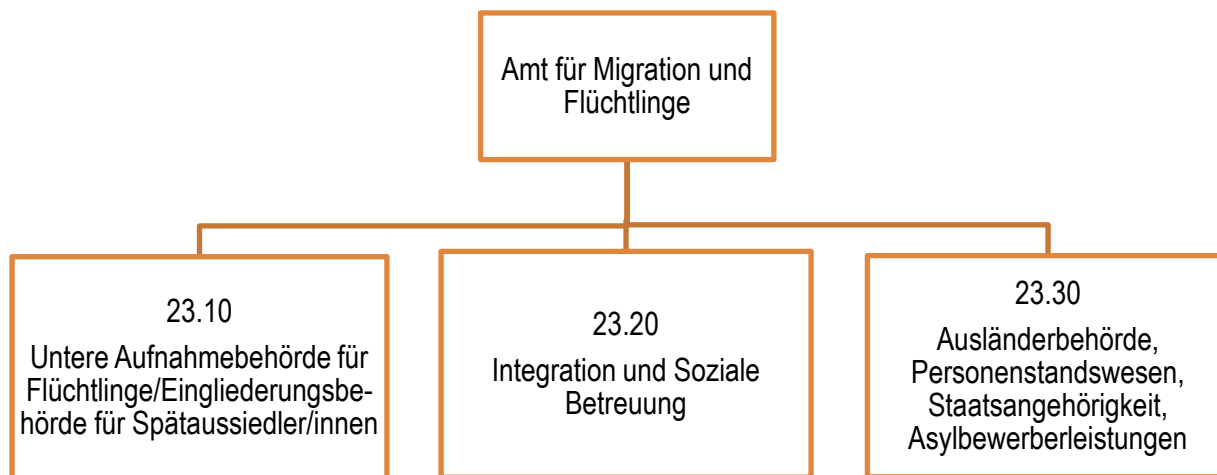 Amt für Migration und
Flüchtlinge
23.10
Untere Aufnahmebehörde für
Flüchtlinge/Eingliederungsbe-
hörde für Spätaussiedler/innen
23.20
Integration und Soziale
Betreuung
23.30
Ausländerbehörde,
Personenstandswesen,
Staatsangehörigkeit,
Asylbewerberleistungen